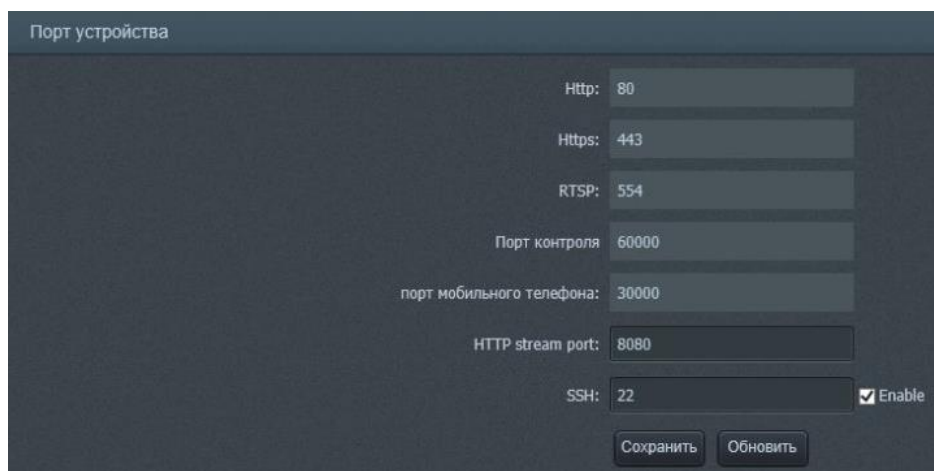 Порт устройства
Http: 80
Https: 443
RTSP: 554
Порт контроля 60000
порт мобильного телефона: 30000
HTTP stream port: 8080
SSH: 22 Enable
Сохранить Обновить